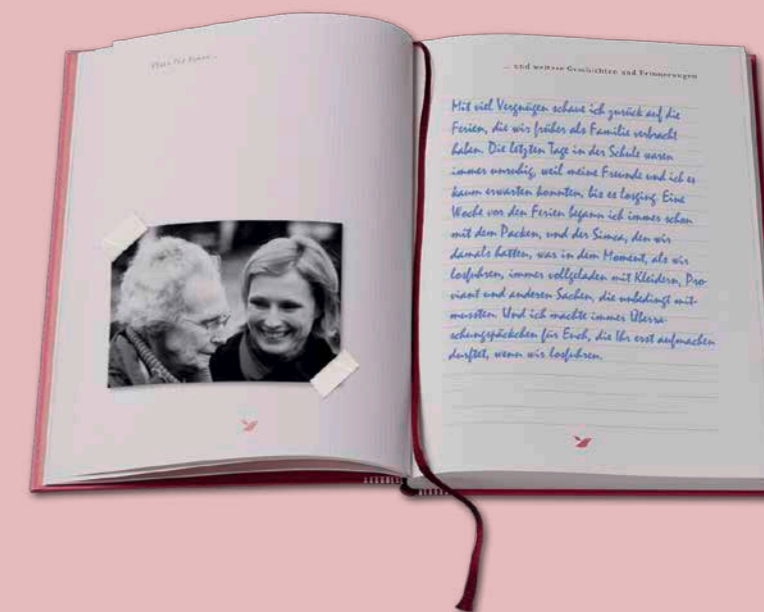 ... und weitere Geschichten und Erinnerungen
Mit viel Vergnügen schaue ich zurück auf die
Ferien, die wir früher als Familie verbracht
haben. Die letzten Tage in der Schule waren
immer unruhig, weil meine Freunde und ich es
kaum erwarten konnten, bis es losging. Eine
Woche vor den Ferien begann ich immer schon
mit dem Packen, und der Simca, den wir
damals hatten, war in dem Moment, als wir
losfuhren, immer vollgeladen mit Kleidern, Pro-
viant und anderen Sachen, die unbedingt mit-
mussten. Und ich machte immer Überra-
schungspäckchen für Euch, die Ihr erst aufmachen
durftet, wenn wir losfuhren.